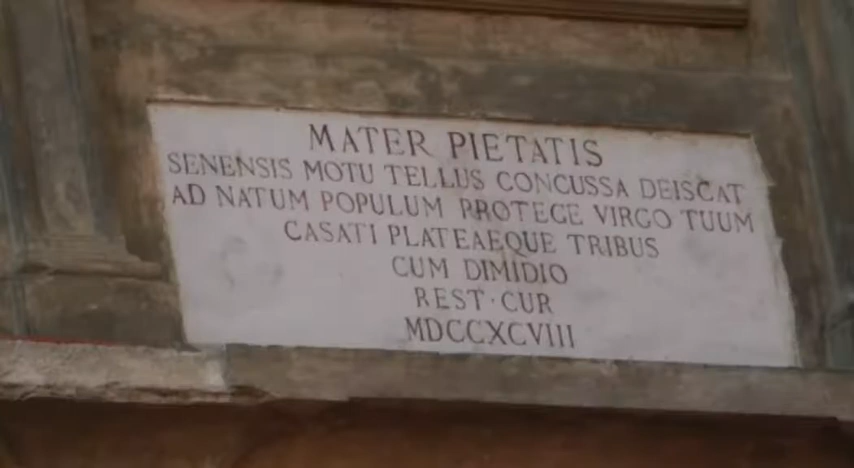 MATER PIETATIS
SENENSIS MOTU TELLUS CONCUSSA DEISCAT
AD NATUM POPULUM PROTEGE VIRGO TUUM
CASATI PLATEAEQUE TRIBUS
CUM DIMIDIO
REST · CUR
MDCCXCVIII